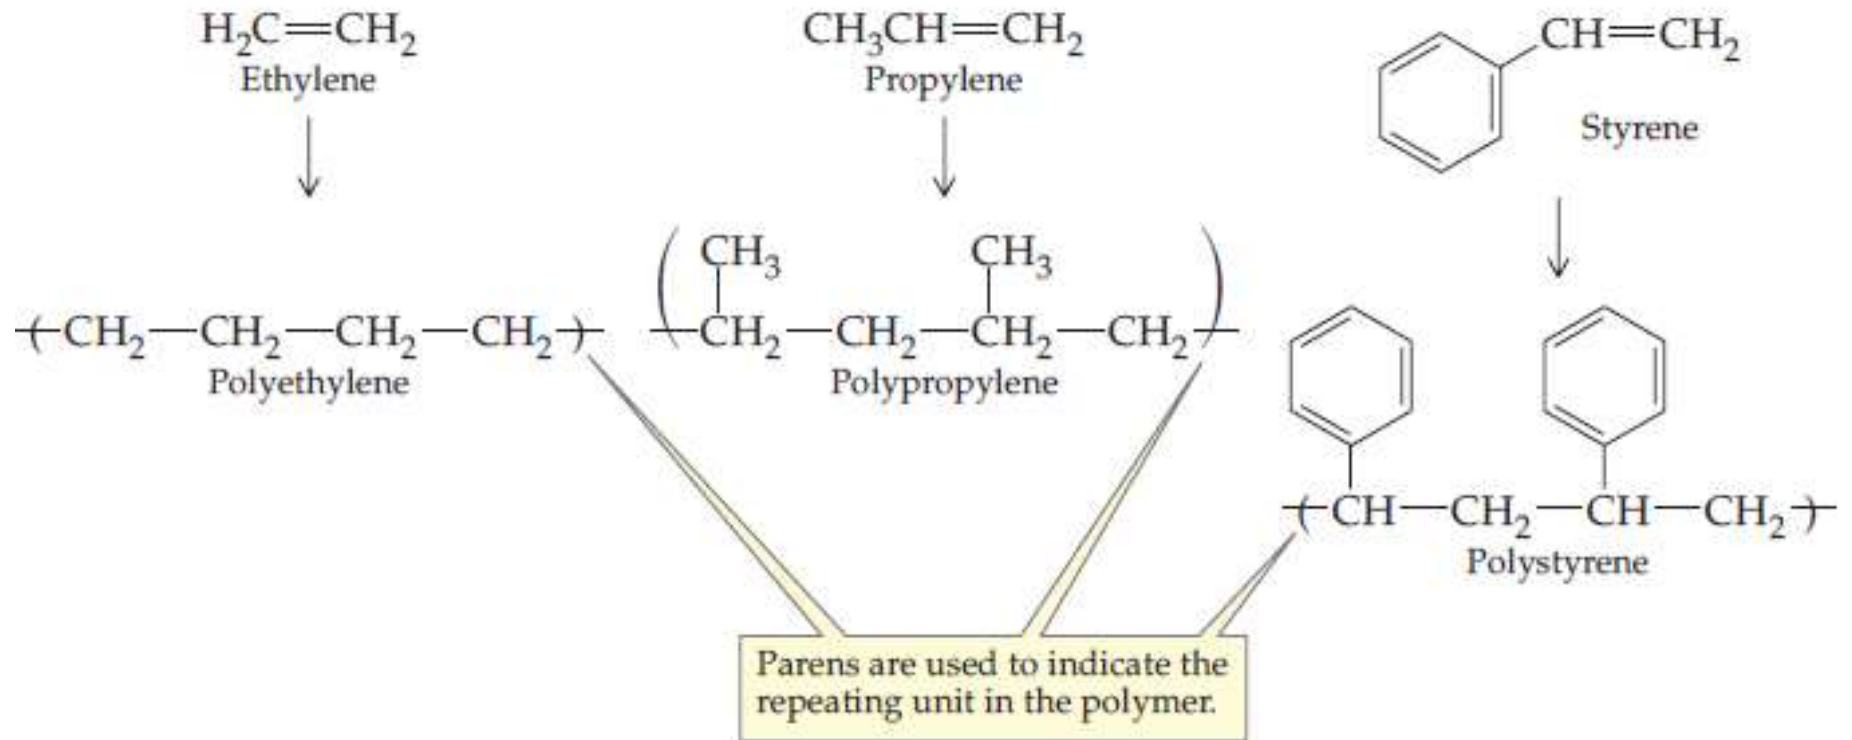 H₂C=CH₂
Ethylene
CH₃CH=CH₂
Propylene
CH=CH₂
Styrene
CH₃ CH₃
(CH₂—CH₂—CH₂—CH₂)
Polyethylene
(CH₂—CH₂—CH₂—CH₂)
Polypropylene
(CH—CH₂—CH—CH₂)
Polystyrene
Parens are used to indicate the
repeating unit in the polymer.